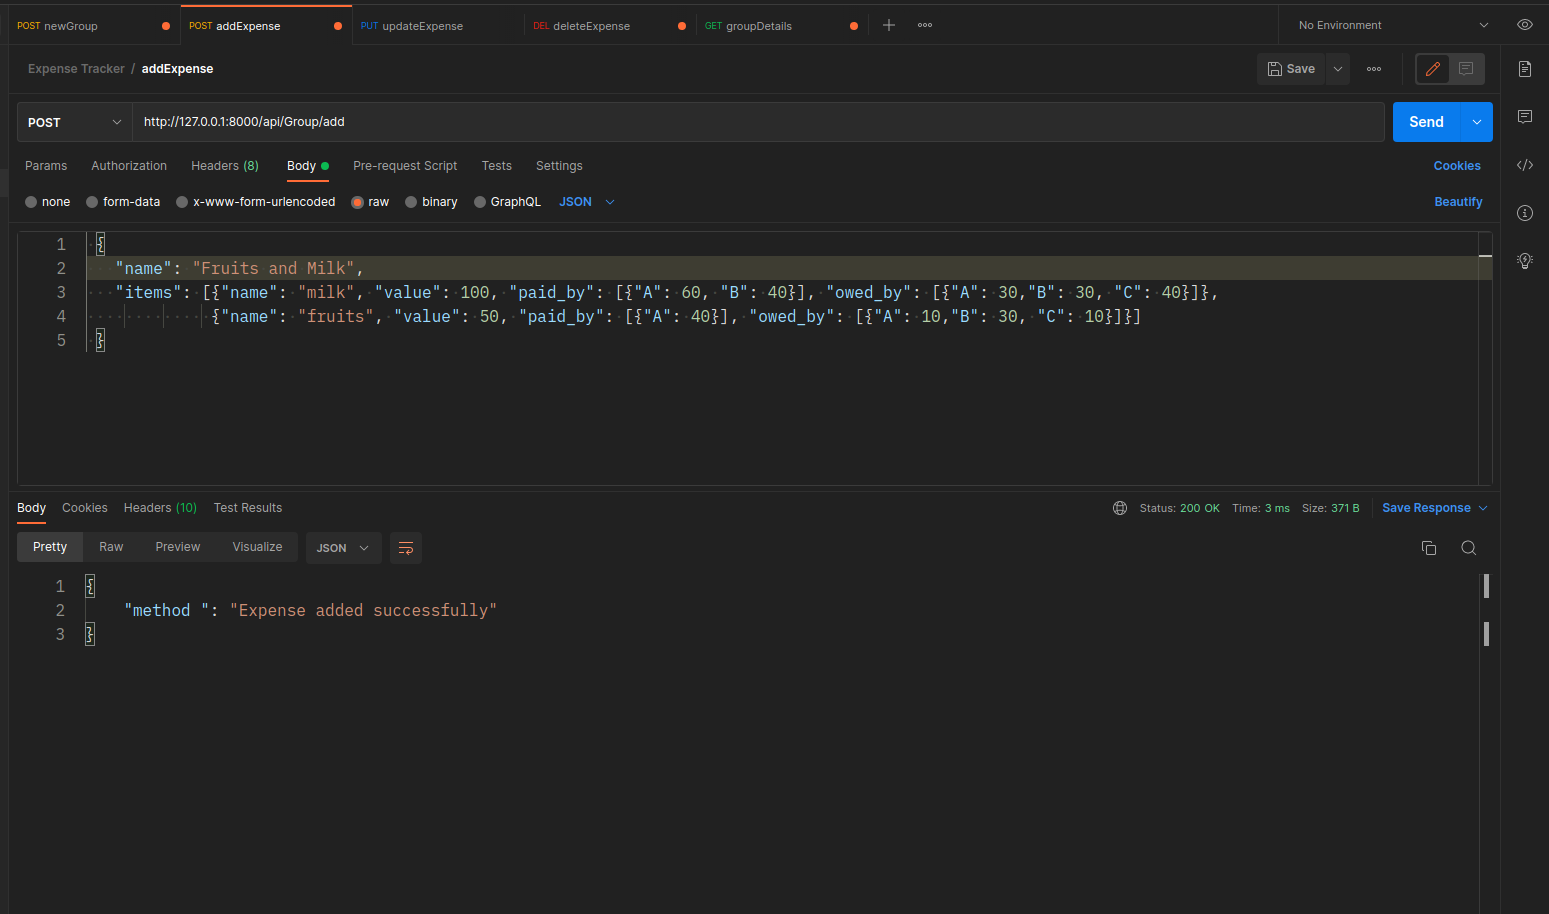 POST newGroup POST addExpense PUT updateExpense DEL deleteExpense GET groupDetails No Environment
Expense Tracker / addExpense Save
POST http://127.0.0.1:8000/api/Group/add Send
Params Authorization Headers (8) Body Pre-request Script Tests Settings Cookies
none form-data x-www-form-urlencoded raw binary GraphQL JSON Beautify
1 {
2 "name": "Fruits and Milk",
3 "items": [{"name": "milk", "value": 100, "paid_by": [{"A": 60, "B": 40}], "owed_by": [{"A": 30,"B": 30, "C": 40}]},
4 {"name": "fruits", "value": 50, "paid_by": [{"A": 40}], "owed_by": [{"A": 10,"B": 30, "C": 10}]}]
5 }
Body Cookies Headers (10) Test Results Status: 200 OK Time: 3 ms Size: 371 B Save Response
Pretty Raw Preview Visualize JSON
1 {
2 "method ": "Expense added successfully"
3 }